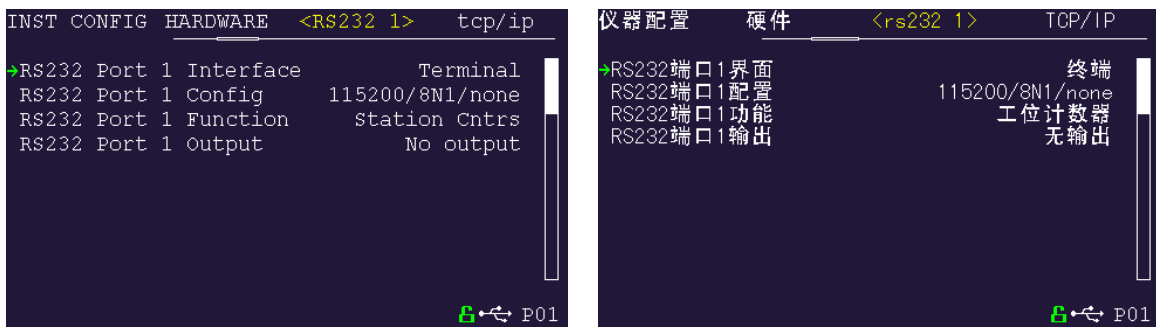 INST CONFIG HARDWARE <RS232 1> tcp/ip
→RS232 Port 1 Interface Terminal
RS232 Port 1 Config 115200/8N1/none
RS232 Port 1 Function Station Cntrs
RS232 Port 1 Output No output
P01
仪器配置 硬件 <rs232 1> TCP/IP
→RS232端口1界面 终端
RS232端口1配置 115200/8N1/none
RS232端口1功能 工位计数器
RS232端口1输出 无输出
P01